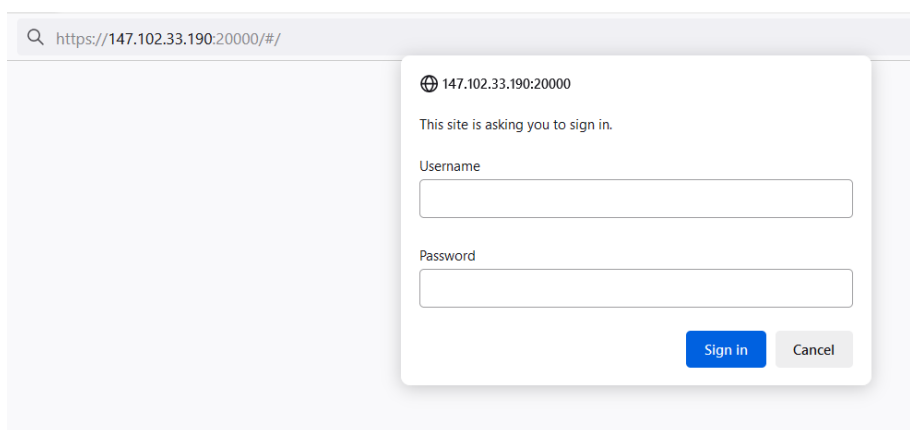 https://147.102.33.190:20000/#/
147.102.33.190:20000
This site is asking you to sign in.
Username
Password
Sign in
Cancel